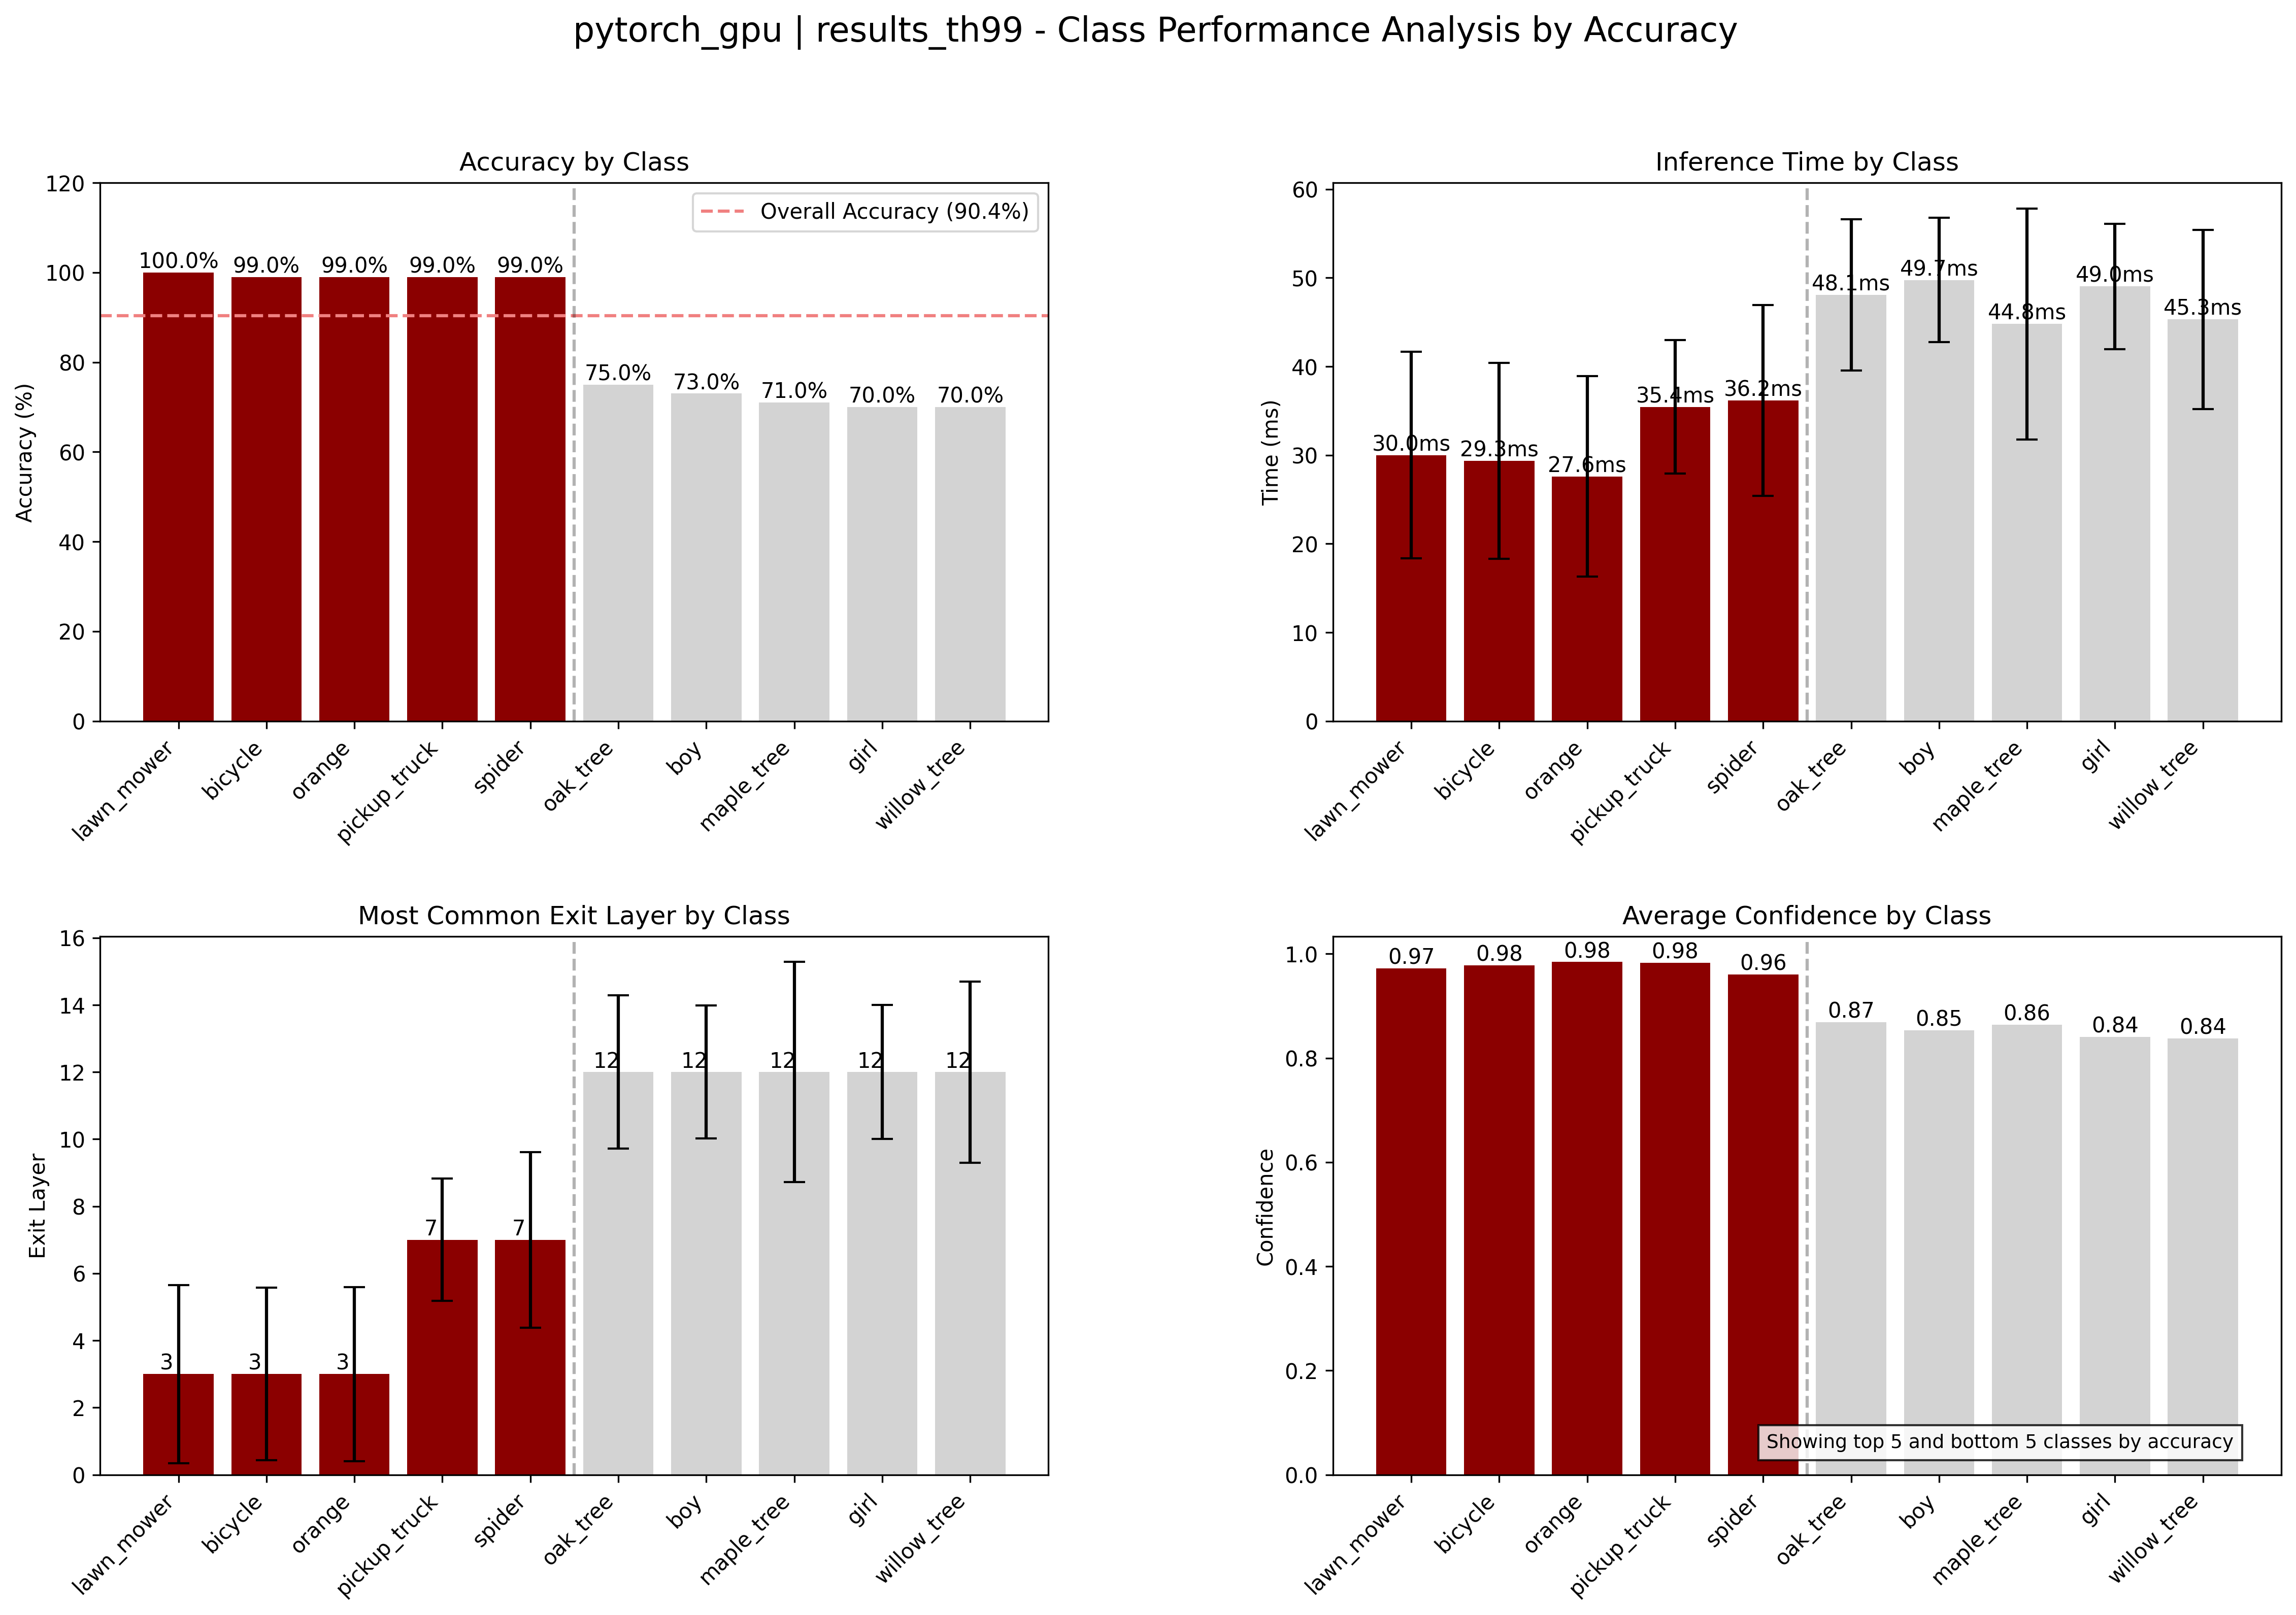 pytorch_gpu | results_th99 - Class Performance Analysis by Accuracy
Accuracy by Class
Accuracy (%)
120
100
80
60
40
20
0
Overall Accuracy (90.4%)
100.0%
99.0%
99.0%
99.0%
99.0%
75.0%
73.0%
71.0%
70.0%
70.0%
lawn_mower
bicycle
orange
pickup_truck
spider
oak_tree
boy
maple_tree
girl
willow_tree
Inference Time by Class
Time (ms)
60
50
40
30
20
10
0
30.0ms
29.3ms
27.6ms
35.4ms
36.2ms
48.1ms
49.7ms
44.8ms
49.0ms
45.3ms
lawn_mower
bicycle
orange
pickup_truck
spider
oak_tree
boy
maple_tree
girl
willow_tree
Most Common Exit Layer by Class
Exit Layer
16
14
12
10
8
6
4
2
0
3
3
3
7
7
12
12
12
12
12
lawn_mower
bicycle
orange
pickup_truck
spider
oak_tree
boy
maple_tree
girl
willow_tree
Average Confidence by Class
Confidence
1.0
0.8
0.6
0.4
0.2
0.0
0.97
0.98
0.98
0.98
0.96
0.87
0.85
0.86
0.84
0.84
Showing top 5 and bottom 5 classes by accuracy
lawn_mower
bicycle
orange
pickup_truck
spider
oak_tree
boy
maple_tree
girl
willow_tree